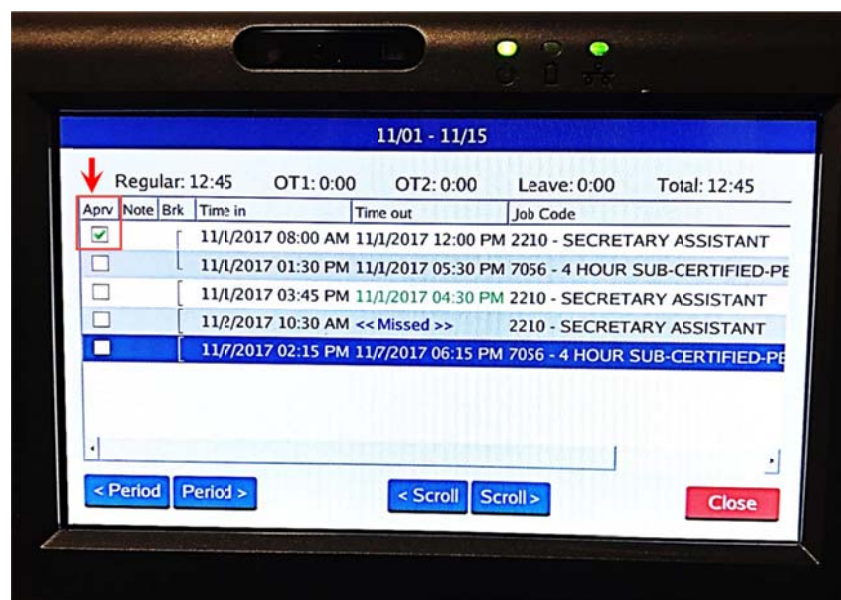 11/01 - 11/15
Regular: 12:45 OT1: 0:00 OT2: 0:00 Leave: 0:00 Total: 12:45
Aprv Note Brk Time in Time out Job Code
11/1/2017 08:00 AM 11/1/2017 12:00 PM 2210 - SECRETARY ASSISTANT
11/1/2017 01:30 PM 11/1/2017 05:30 PM 7056 - 4 HOUR SUB-CERTIFIED-PE
11/1/2017 03:45 PM 11/1/2017 04:30 PM 2210 - SECRETARY ASSISTANT
11/2/2017 10:30 AM << Missed >> 2210 - SECRETARY ASSISTANT
11/7/2017 02:15 PM 11/7/2017 06:15 PM 7056 - 4 HOUR SUB-CERTIFIED-PE
< Period Period > < Scroll Scroll > Close